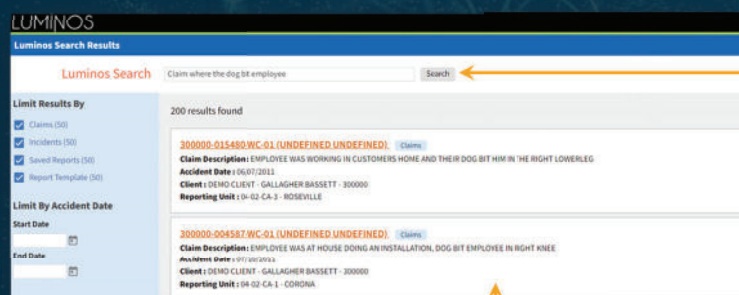 LUMINOS
Luminos Search Results
Luminos Search
Claim where the dog bt employee
Search
Limit Results By
Claims (50)
Incidents (50)
Saved Reports (50)
Report Template (50)
Limit By Accident Date
Start Date
End Date
200 results found
300000-015480-WC-01 (UNDEFINED UNDEFINED) Claims
Claim Description: EMPLOYEE WAS WORKING IN CUSTOMERS HOME AND THEIR DOG BIT HIM IN THE RIGHT LOWERLEG
Accident Date : 06/07/2011
Client : DEMO CLIENT - GALLAGHER BASSETT - 300000
Reporting Unit : 04-02-CA-3 - ROSEVILLE
300000-004587-WC-01 (UNDEFINED UNDEFINED) Claims
Claim Description: EMPLOYEE WAS AT HOUSE DOING AN INSTALLATION, DOG BIT EMPLOYEE IN RIGHT KNEE
Accident Date :
Client : DEMO CLIENT - GALLAGHER BASSETT - 300000
Reporting Unit : 04-02-CA-1 - CORONA